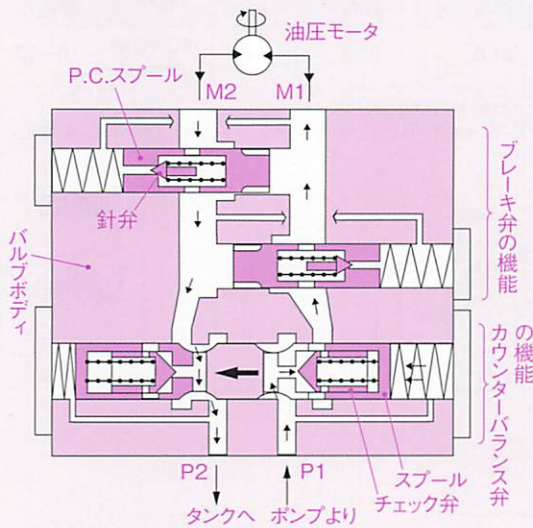 油圧モータ
P.C.スプール
M2
M1
針弁
ブレーキ弁の機能
バルブボディ
カウンターバランス弁
の機能
スプール
チェック弁
P2
P1
タンクへ
ポンプより